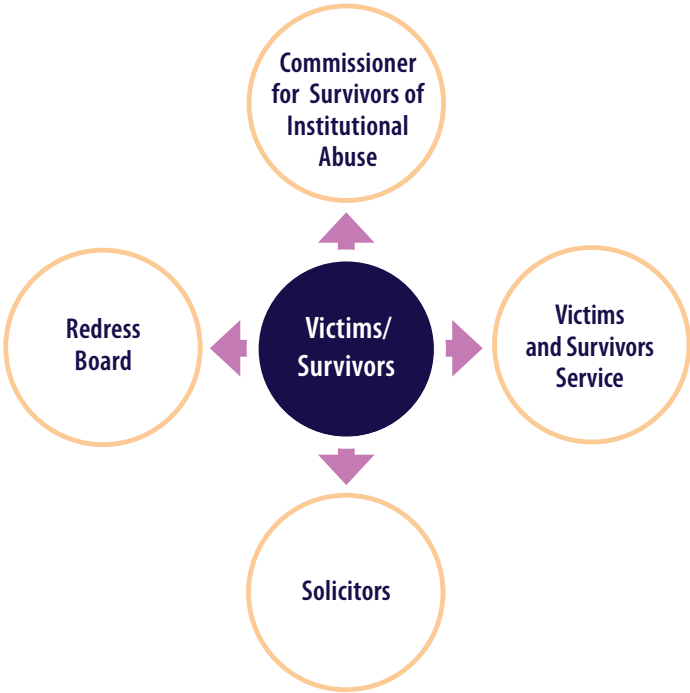 Commissioner
for Survivors of
Institutional
Abuse
Redress
Board
Victims/
Survivors
Victims
and Survivors
Service
Solicitors